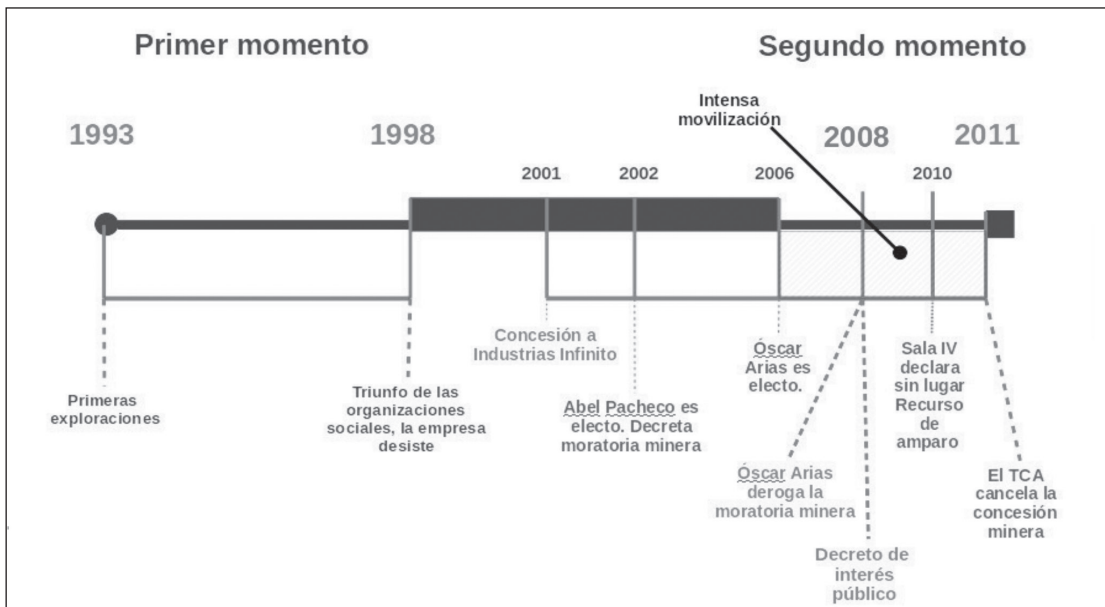 Primer momento
Segundo momento
Intensa
movilización
1993
1998
2008
2011
2001
2002
2006
2010
Concesión a
Industrias Infinito
Óscar
Arias es
electo.
Sala IV
declara
sin lugar
Recurso
de
amparo
Primeras
exploraciones
Triunfo de las
organizaciones
sociales, la empresa
desiste
Abel Pacheco es
electo. Decreta
moratoria minera
Óscar Arias
deroga la
moratoria minera
El TCA
cancela la
concesión
minera
Decreto de
interés
público